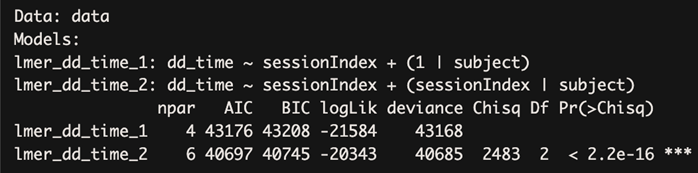 Data: data
Models:
lmer_dd_time_1: dd_time ~ sessionIndex + (1 | subject)
lmer_dd_time_2: dd_time ~ sessionIndex + (sessionIndex | subject)
npar AIC BIC logLik deviance Chisq Df Pr(>Chisq)
lmer_dd_time_1 4 43176 43208 -21584 43168
lmer_dd_time_2 6 40697 40745 -20343 40685 2483 2 < 2.2e-16 ***